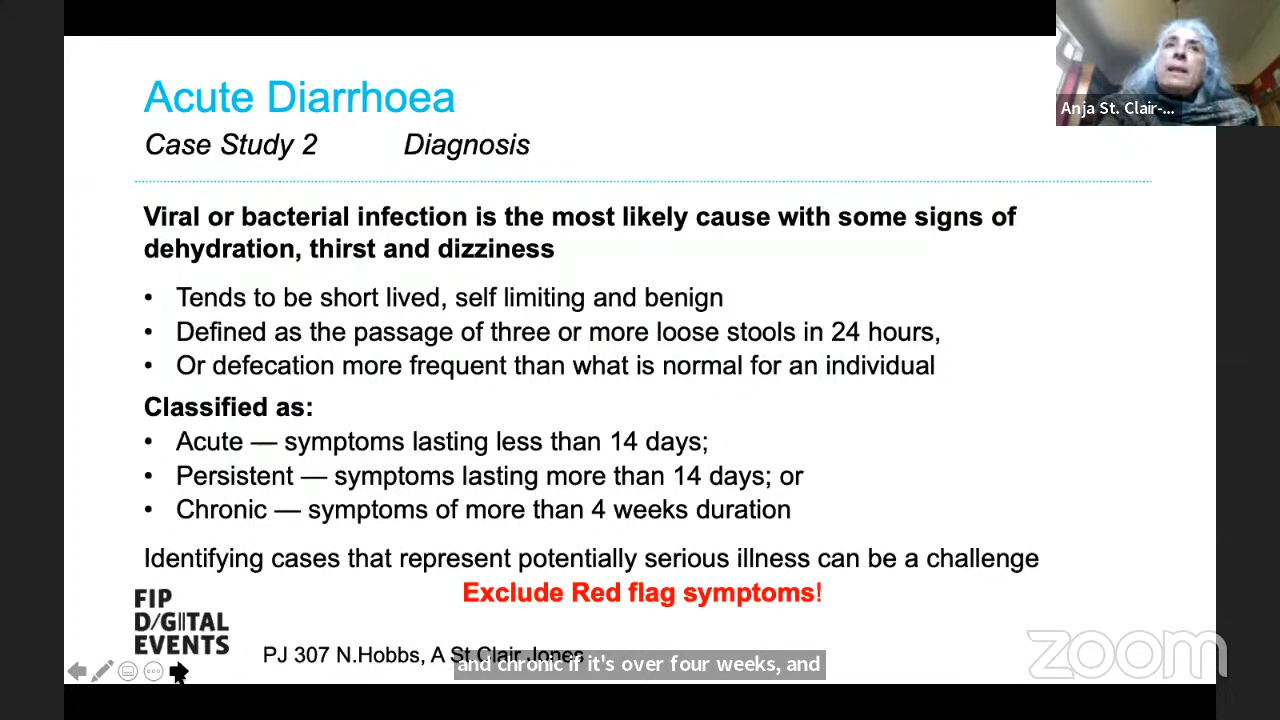 Anja St. Clair-...
Acute Diarrhoea
Case Study 2 Diagnosis
Viral or bacterial infection is the most likely cause with some signs of
dehydration, thirst and dizziness
• Tends to be short lived, self limiting and benign
• Defined as the passage of three or more loose stools in 24 hours,
• Or defecation more frequent than what is normal for an individual
Classified as:
• Acute — symptoms lasting less than 14 days;
• Persistent — symptoms lasting more than 14 days; or
• Chronic — symptoms of more than 4 weeks duration
Identifying cases that represent potentially serious illness can be a challenge
Exclude Red flag symptoms!
FIP
D/G/TAL
EVENTS
PJ 307 N.Hobbs, A St Clair Jones
and chronic if it's over four weeks, and
zoom